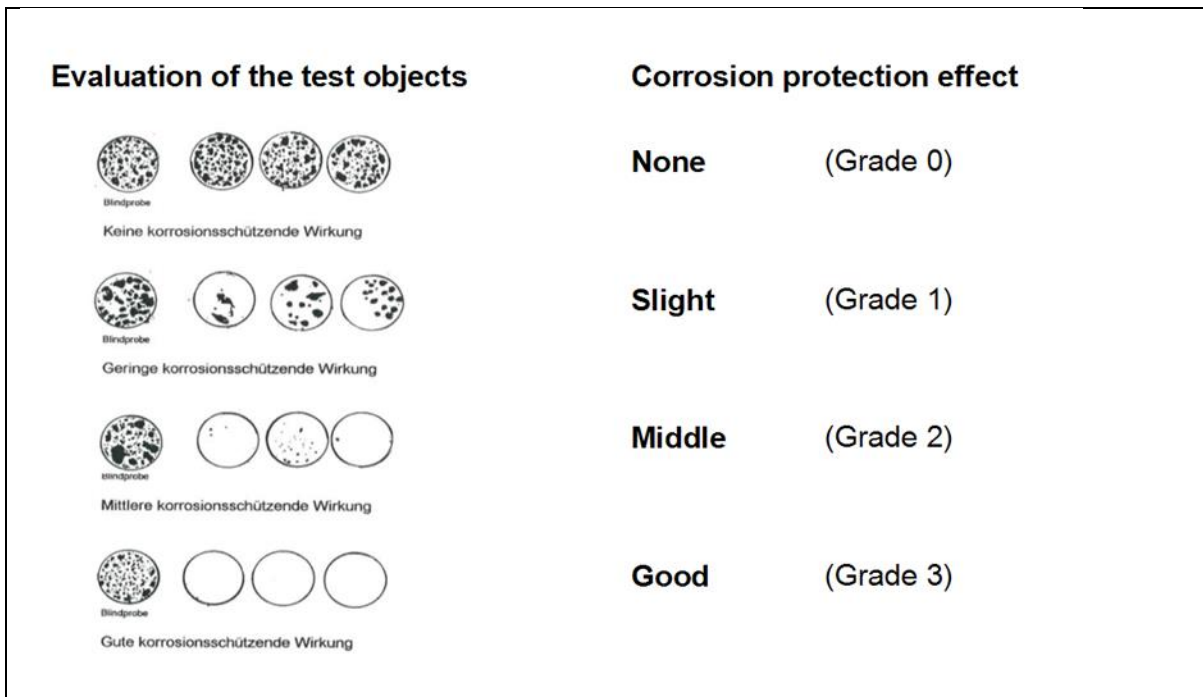 Evaluation of the test objects
Corrosion protection effect
Blindprobe
None (Grade 0)
Keine korrosionsschützende Wirkung
Blindprobe
Slight (Grade 1)
Geringe korrosionsschützende Wirkung
Blindprobe
Middle (Grade 2)
Mittlere korrosionsschützende Wirkung
Blindprobe
Good (Grade 3)
Gute korrosionsschützende Wirkung